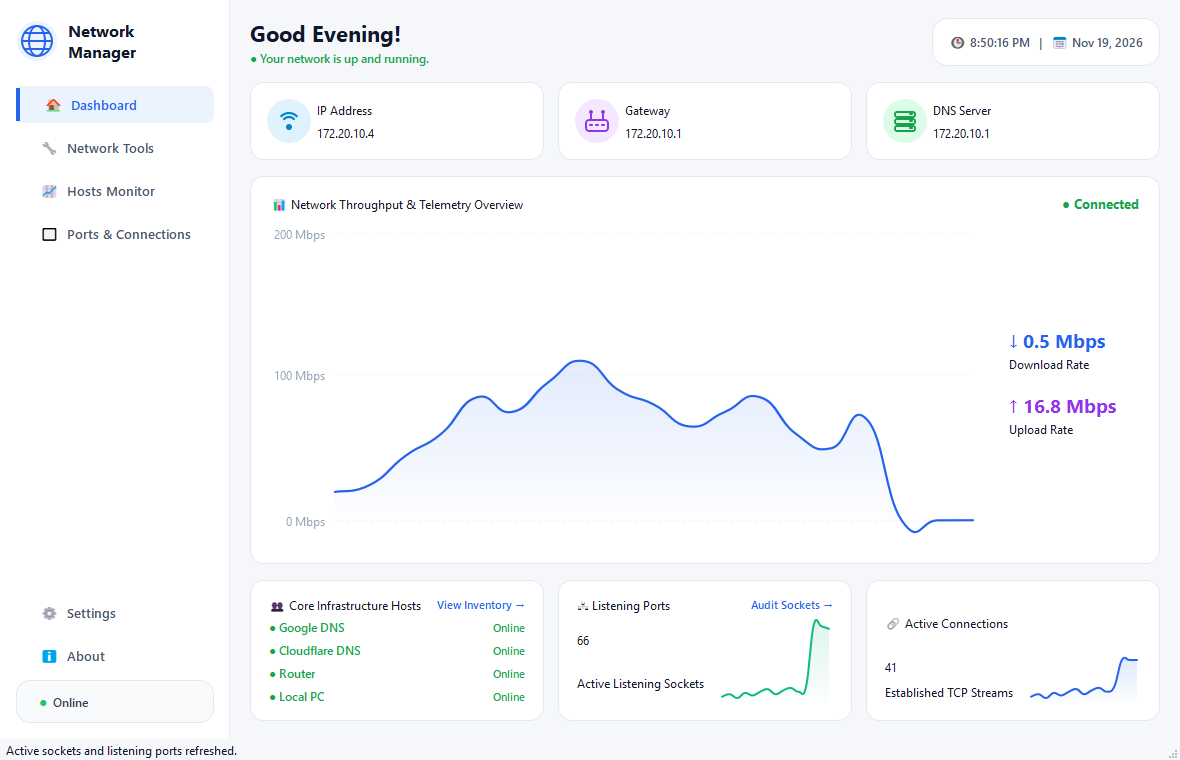 Network
Manager
Dashboard
Network Tools
Hosts Monitor
Ports & Connections
Settings
About
● Online
Active sockets and listening ports refreshed.
Good Evening!
● Your network is up and running.
8:50:16 PM | Nov 19, 2026
IP Address
172.20.10.4
Gateway
172.20.10.1
DNS Server
172.20.10.1
Network Throughput & Telemetry Overview
● Connected
200 Mbps
100 Mbps
0 Mbps
↓ 0.5 Mbps
Download Rate
↑ 16.8 Mbps
Upload Rate
Core Infrastructure Hosts
View Inventory →
● Google DNS Online
● Cloudflare DNS Online
● Router Online
● Local PC Online
Listening Ports
Audit Sockets →
66
Active Listening Sockets
Active Connections
41
Established TCP Streams